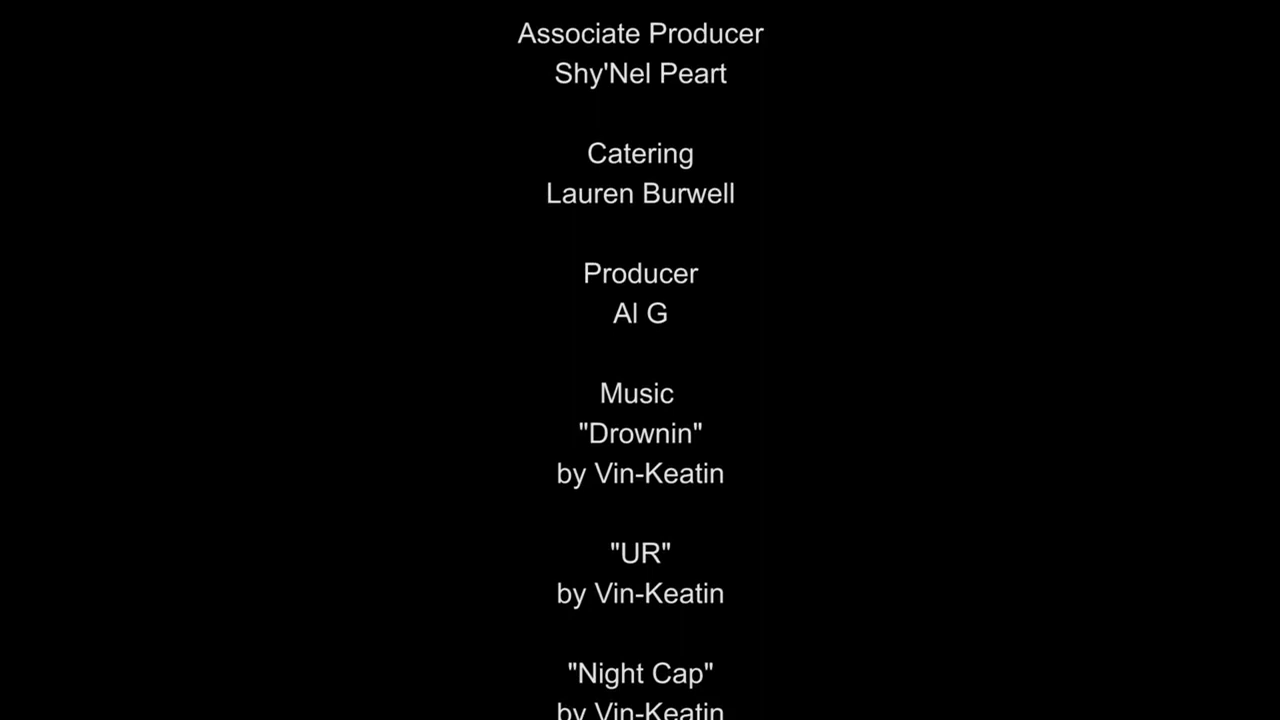 Associate Producer
Shy'Nel Peart
Catering
Lauren Burwell
Producer
Al G
Music
"Drownin"
by Vin-Keatin
"UR"
by Vin-Keatin
"Night Cap"
by Vin-Keatin